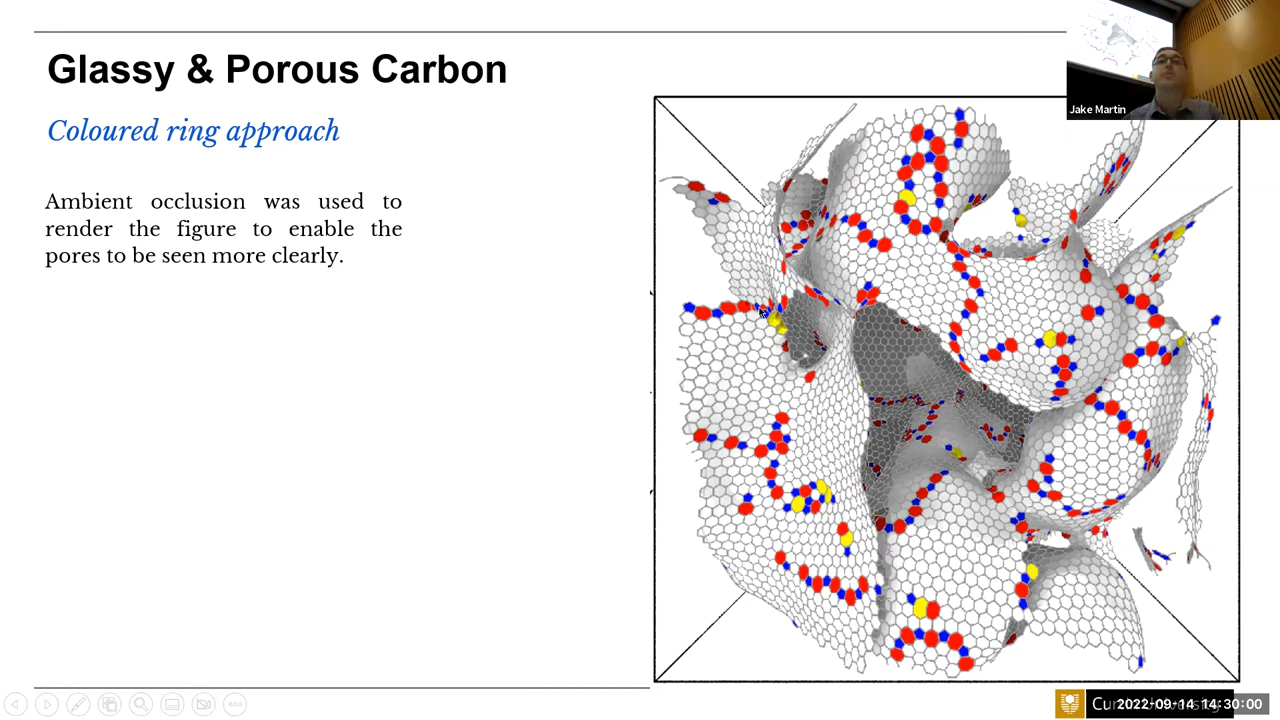 Glassy & Porous Carbon
Coloured ring approach
Ambient occlusion was used to
render the figure to enable the
pores to be seen more clearly.
Jake Martin
2022-09-14 14:30:00